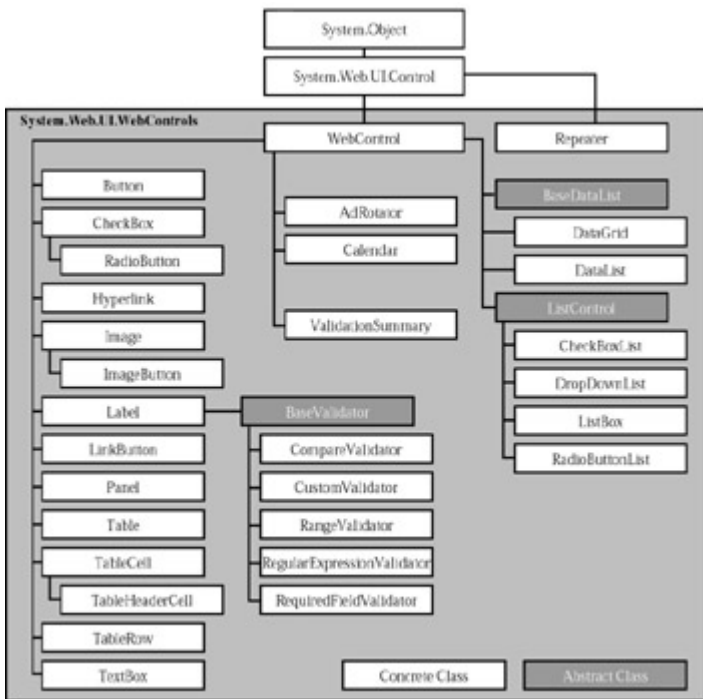 System.Object
System.Web.UI.Control
System.Web.UI.WebControls
WebControl
Repeater
Button
CheckBox
RadioButton
Hyperlink
Image
ImageButton
Label
LinkButton
Panel
Table
TableCell
TableHeaderCell
TableRow
TextBox
AdRotator
Calendar
ValidationSummary
BaseValidator
CompareValidator
CustomValidator
RangeValidator
RegularExpressionValidator
RequiredFieldValidator
BaseDataList
DataGrid
DataList
ListControl
CheckBoxList
DropDownList
ListBox
RadioButtonList
Concrete Class
Abstract Class